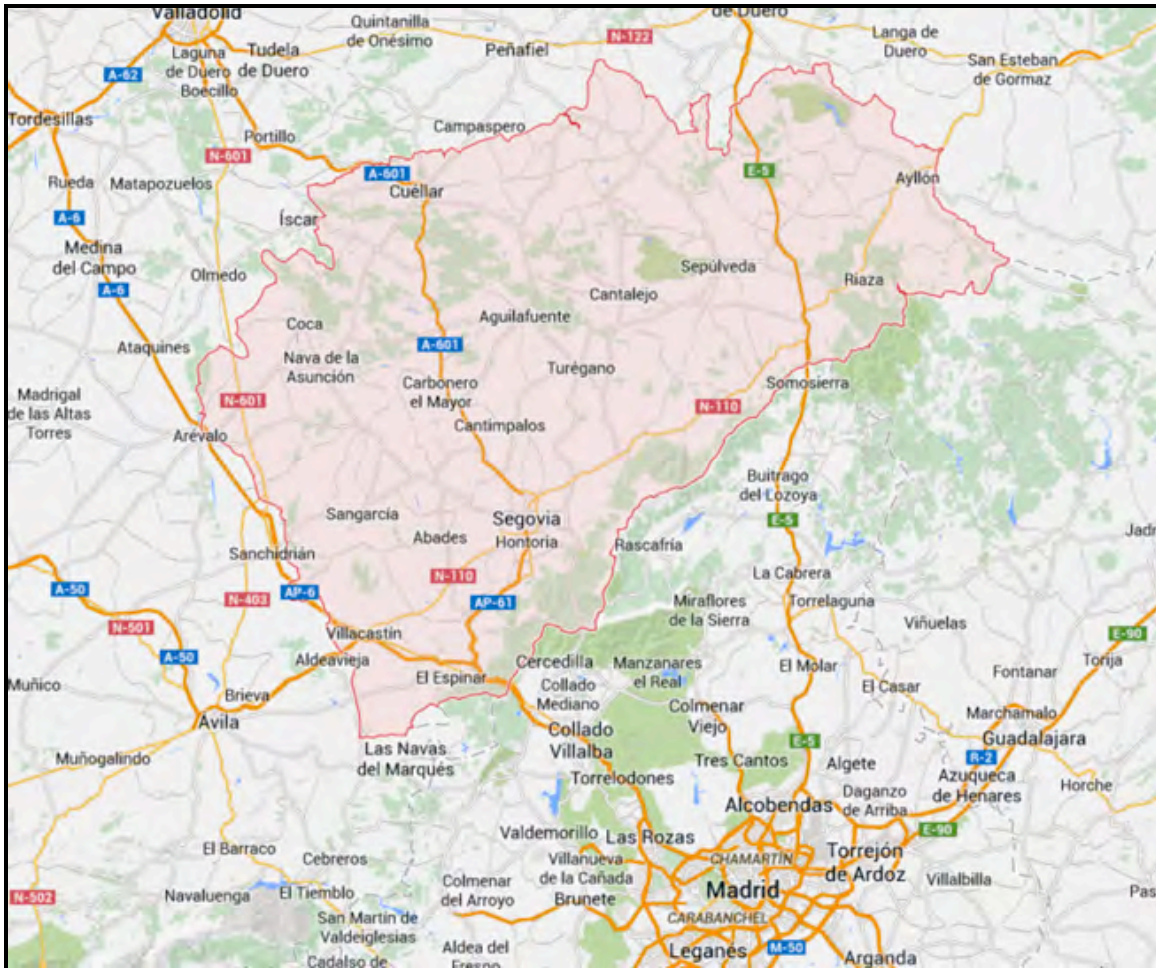 Valladolid
de Duero
Quintanilla
de Onésimo
N-122
Langa de
Duero
Laguna
de Duero
Tudela
de Duero
Peñafiel
San Esteban
de Gormaz
A-62
Boecillo
Tordesillas
Portillo
Campaspero
N-601
A-601
E-5
Ayllón
Rueda
Matapozuelos
Cuéllar
A-6
Íscar
Medina
del Campo
Olmedo
Sepúlveda
Riaza
A-6
Cantalejo
Coca
Aguilafuente
Ataquines
A-601
Nava de la
Asunción
Turégano
Carbonero
el Mayor
Somosierra
Madrigal
de las Altas
Torres
N-601
N-110
Arévalo
Cantimpalos
Buitrago
del Lozoya
Sangarcía
Segovia
E-5
Abades
Hontoria
Rascafría
Sanchidrián
N-110
La Cabrera
A-50
AP-6
AP-61
N-403
Miraflores
de la Sierra
Torrelaguna
N-501
Villacastín
Viñuelas
E-90
A-50
Aldeavieja
Cercedilla
Manzanares
el Real
El Molar
Torija
Muñico
El Espinar
Fontanar
Brieva
Collado
Mediano
El Casar
Ávila
Colmenar
Viejo
Marchamalo
Collado
Villalba
E-5
Guadalajara
Las Navas
del Marqués
Muñogalindo
R-2
Tres Cantos
Algete
Torrelodones
Azuqueca
de Henares
Horche
Alcobendas
Daganzo
de Arriba
Valdemorillo
Las Rozas
E-90
El Barraco
Cebreros
Villanueva
de la Cañada
CHAMARTÍN
Torrejón
de Ardoz
Colmenar
del Arroyo
Brunete
Madrid
Villalbilla
N-502
Navaluenga
El Tiemblo
San Martín de
Valdeiglesias
CARABANCHEL
Aldea del
Fresno
Leganés
M-50
Arganda
Cadalso de